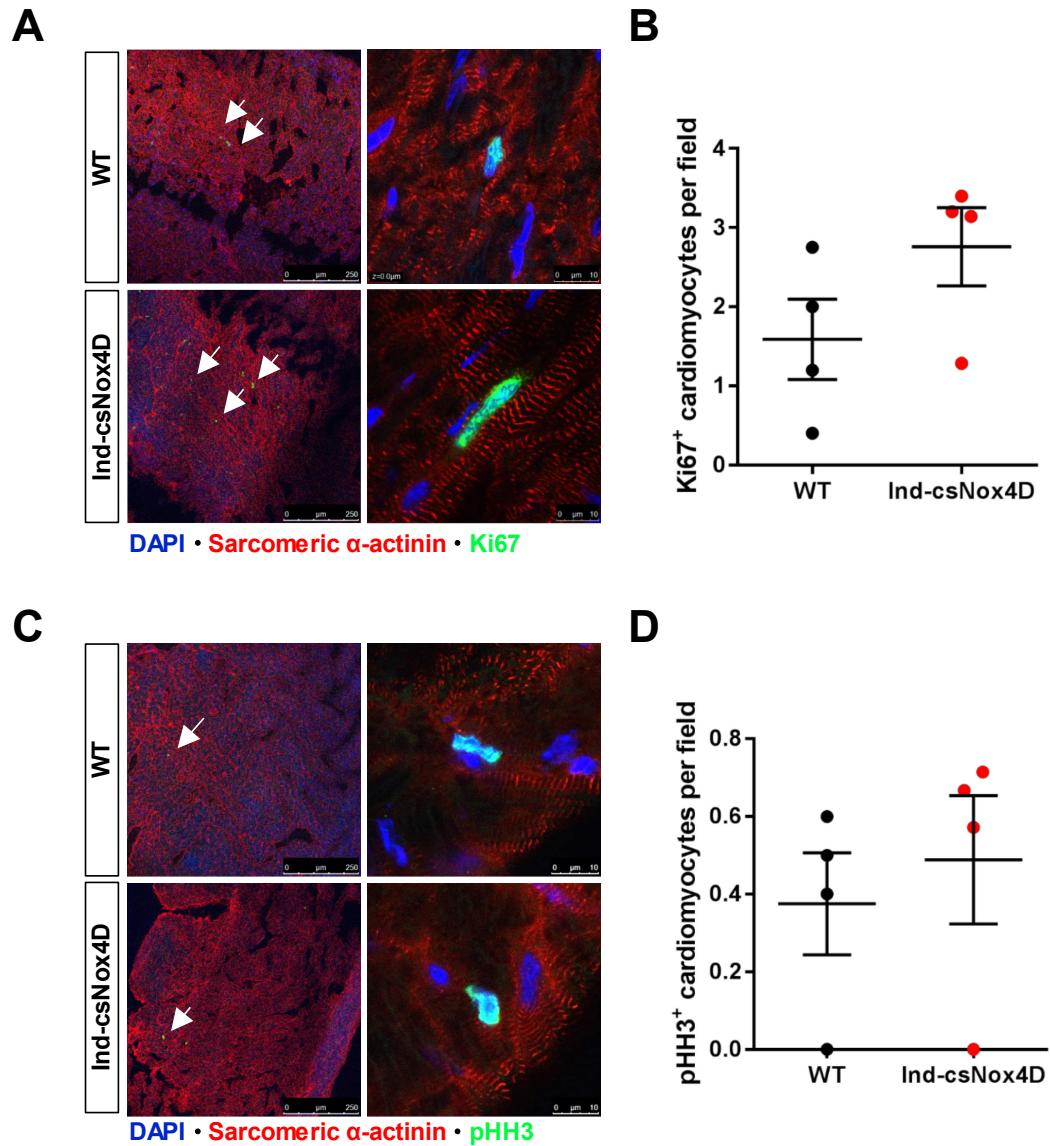 A
WT
0 µm 250
z=0.0µm
0 µm 10
Ind-csNox4D
0 µm 250
0 µm 10
DAPI • Sarcomeric α-actinin • Ki67
B
Ki67+ cardiomyocytes per field
4
3
2
1
0
WT
Ind-csNox4D
C
WT
0 µm 250
0 µm 10
Ind-csNox4D
0 µm 250
0 µm 10
DAPI • Sarcomeric α-actinin • pHH3
D
pHH3+ cardiomyocytes per field
0.8
0.6
0.4
0.2
0.0
WT
Ind-csNox4D